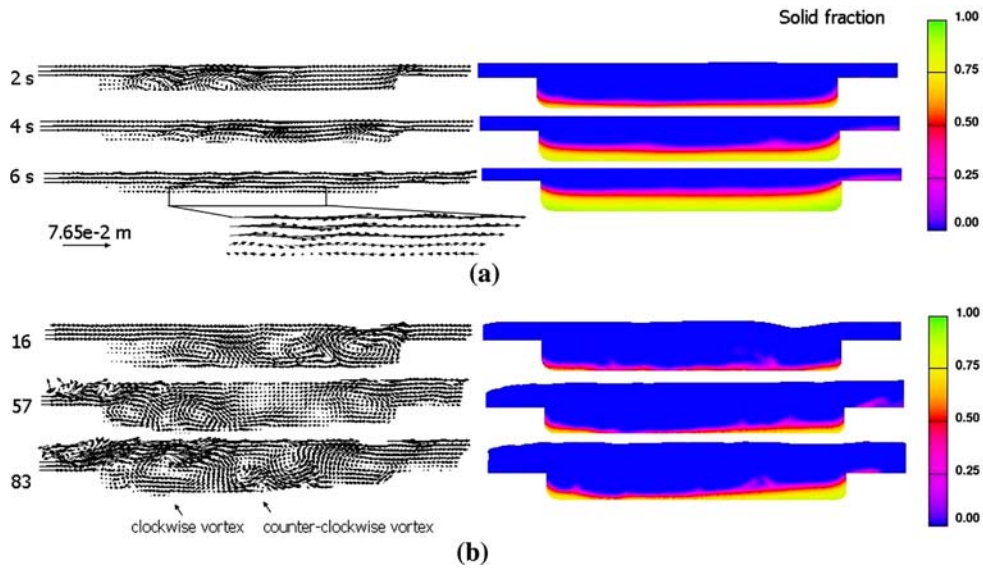 (a)
Solid fraction
2 s
4 s
6 s
7.65e-2 m
1.00
0.75
0.50
0.25
0.00
(a)
16
57
83
clockwise vortex
counter-clockwise vortex
1.00
0.75
0.50
0.25
0.00
(b)